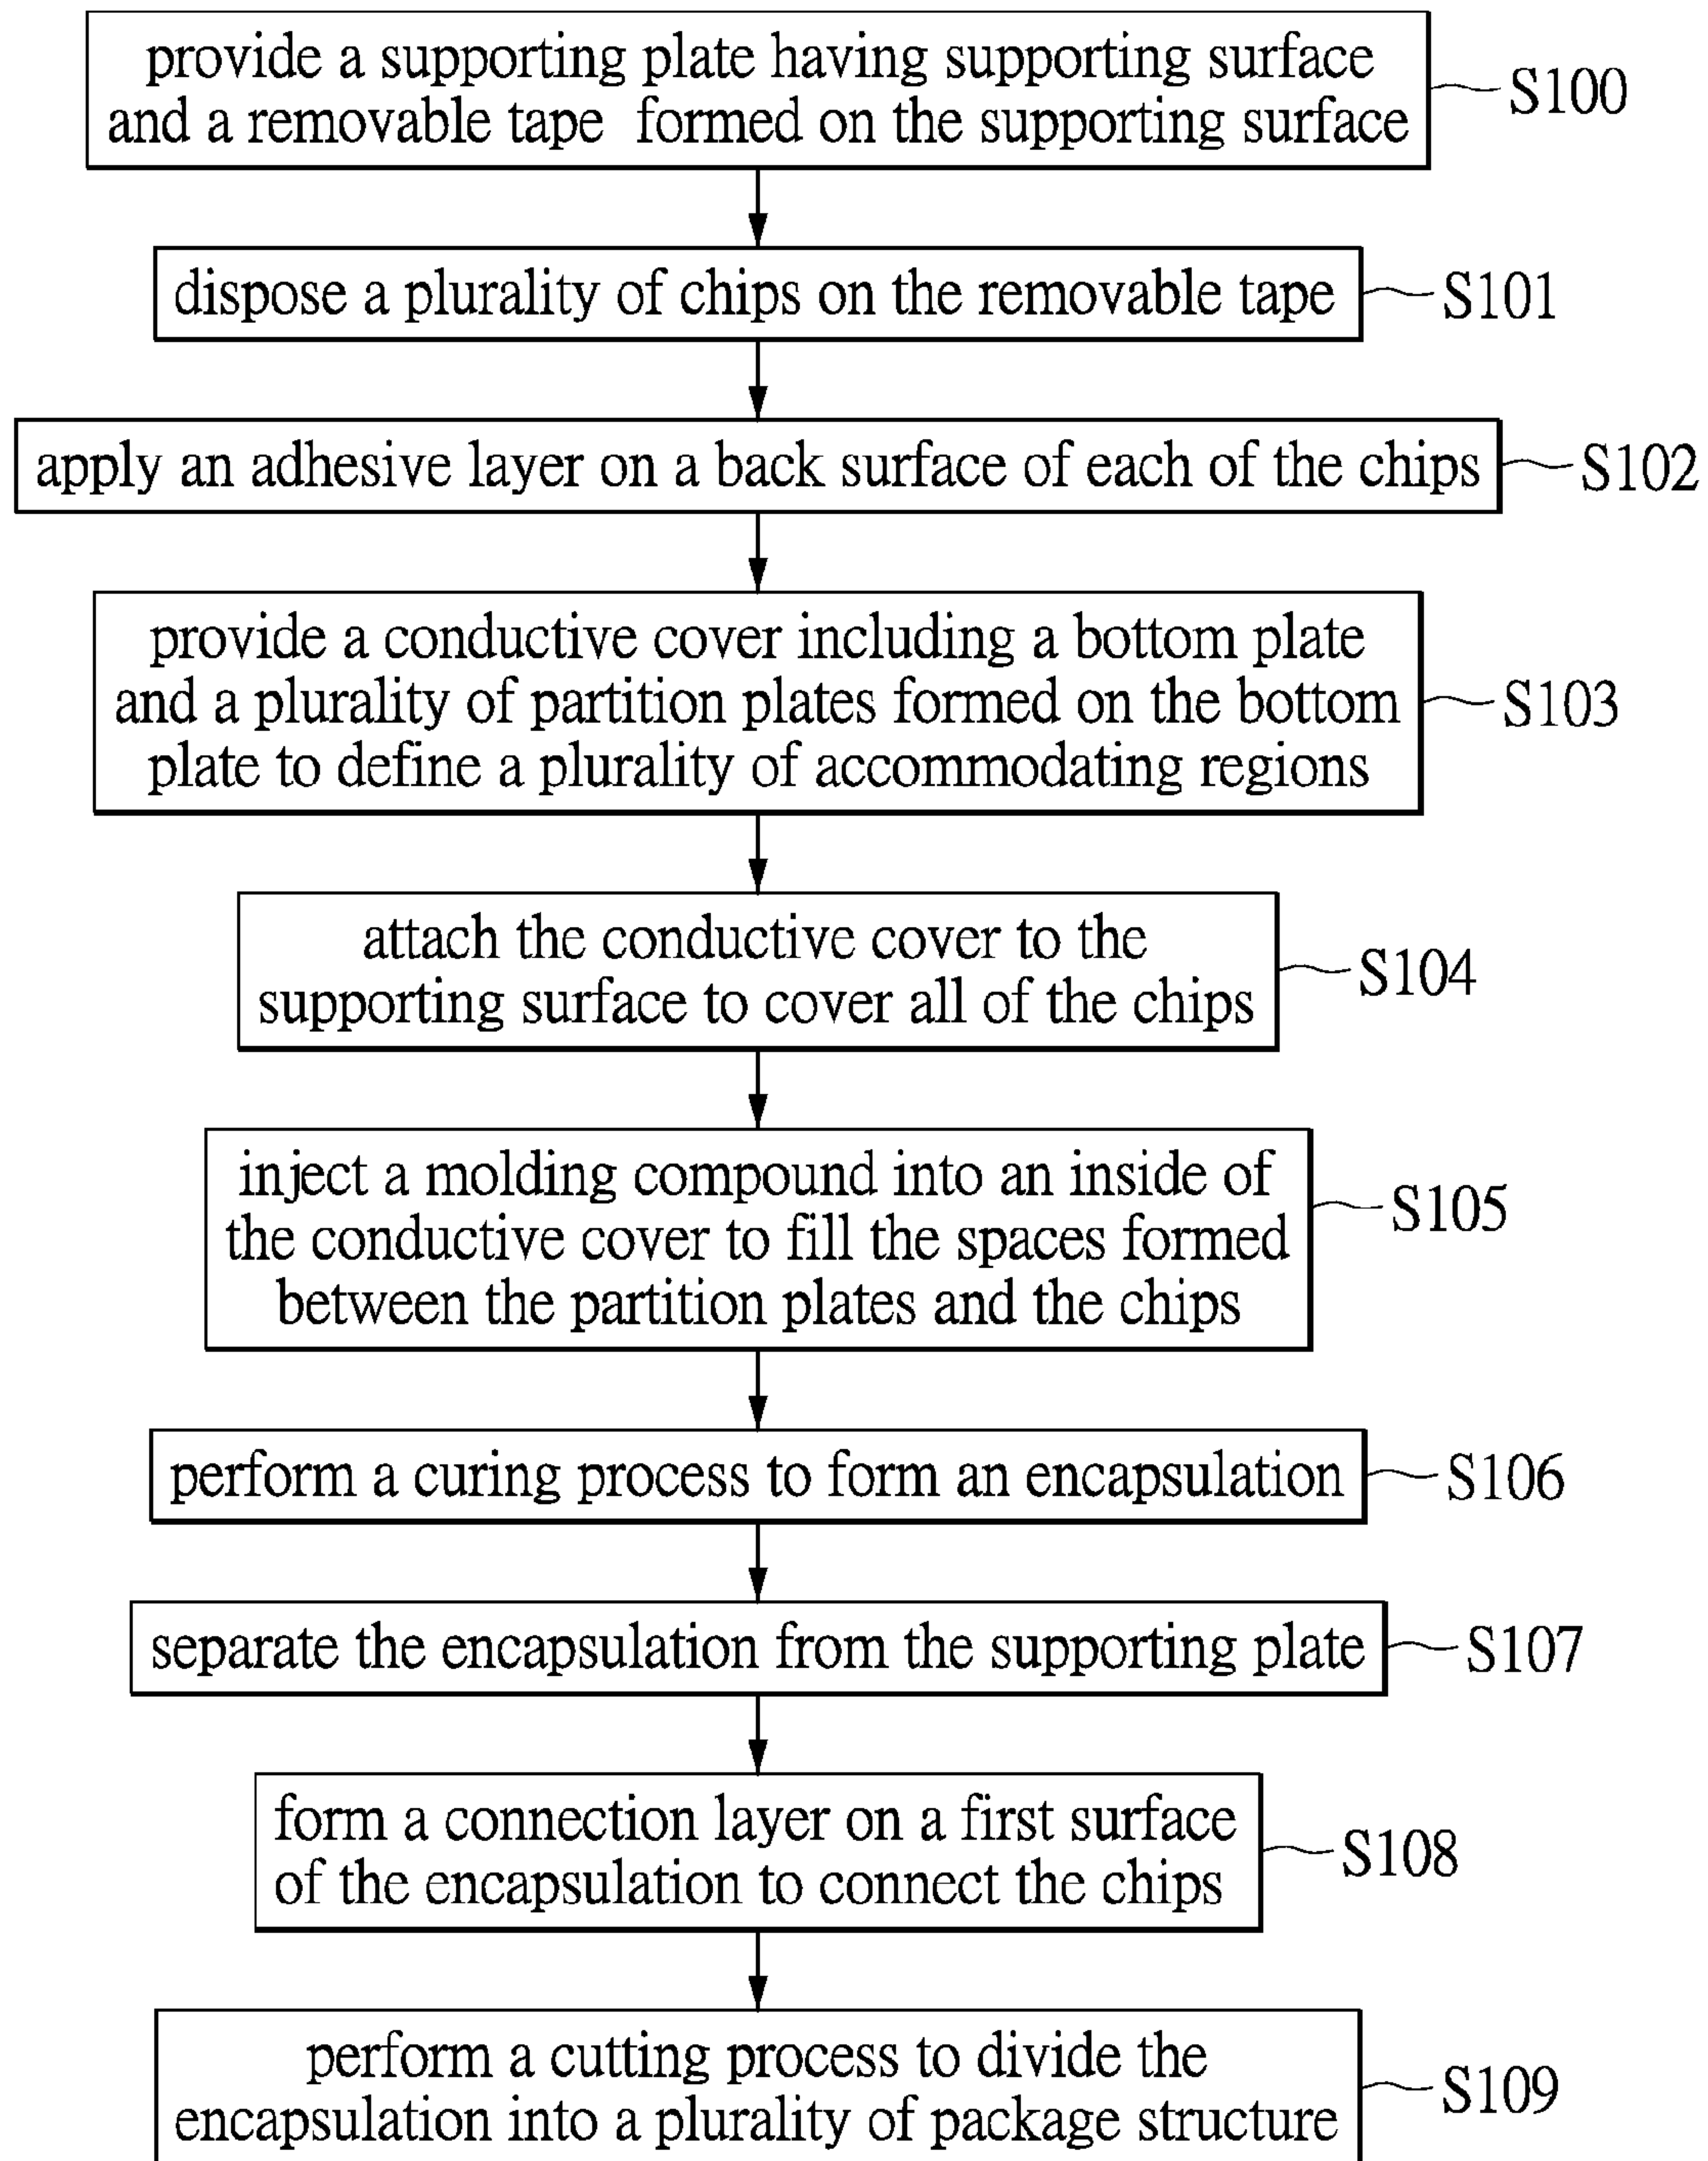 provide a supporting plate having supporting surface
and a removable tape formed on the supporting surface
S100
dispose a plurality of chips on the removable tape
S101
apply an adhesive layer on a back surface of each of the chips
S102
provide a conductive cover including a bottom plate
and a plurality of partition plates formed on the bottom
plate to define a plurality of accommodating regions
S103
attach the conductive cover to the
supporting surface to cover all of the chips
S104
inject a molding compound into an inside of
the conductive cover to fill the spaces formed
between the partition plates and the chips
S105
perform a curing process to form an encapsulation
S106
separate the encapsulation from the supporting plate
S107
form a connection layer on a first surface
of the encapsulation to connect the chips
S108
perform a cutting process to divide the
encapsulation into a plurality of package structure
S109